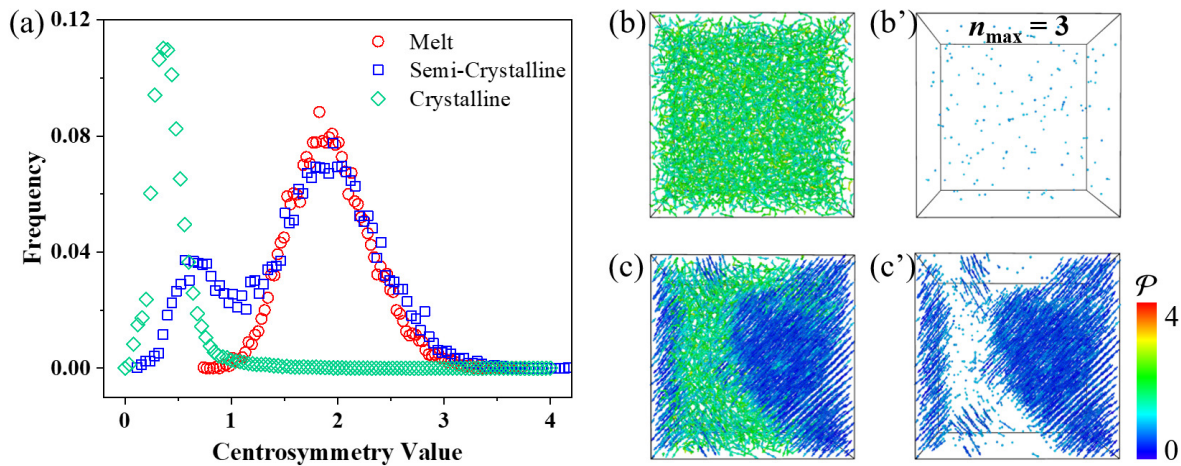 (a)
0.12
0.08
0.04
0.00
Frequency
0
1
2
3
4
Centrosymmetry Value
Melt
Semi-Crystalline
Crystalline
(b)
(b')
n_max = 3
(c)
(c')
𝒫
4
0